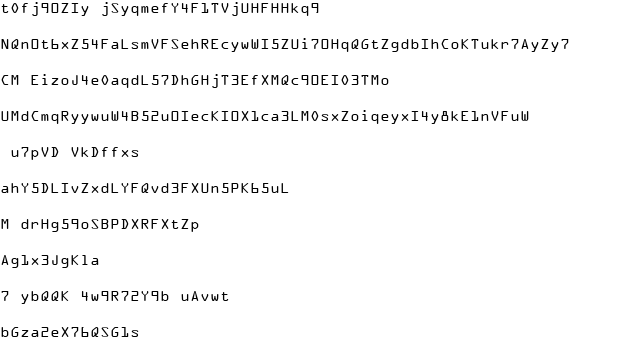 t0fj9OZIy jSyqmefY4F1TVjUHFHHkq9
NQnOt6xZ54FaLsmVFSehREcywWI5ZUi7OHqQGtZgdbIhCoKTukr7AyZy7
CM EizoJ4e0aqdL57DhGHjT3EfXMQc9OEI03TMo
UMdCmqRyywuW4B52uOIecKIOX1ca3LM0sxZoiqeyxI4y8kE1nVFuW
u7pVD VkDffxs
ahY5DLIvZxdLYFQvd3FXUn5PK65uL
M drHg59oSBPDXRFXtZp
Ag1x3JgK1a
7 ybQQK 4w9R72Y9b uAvwt
bGza2eX76QSG1s